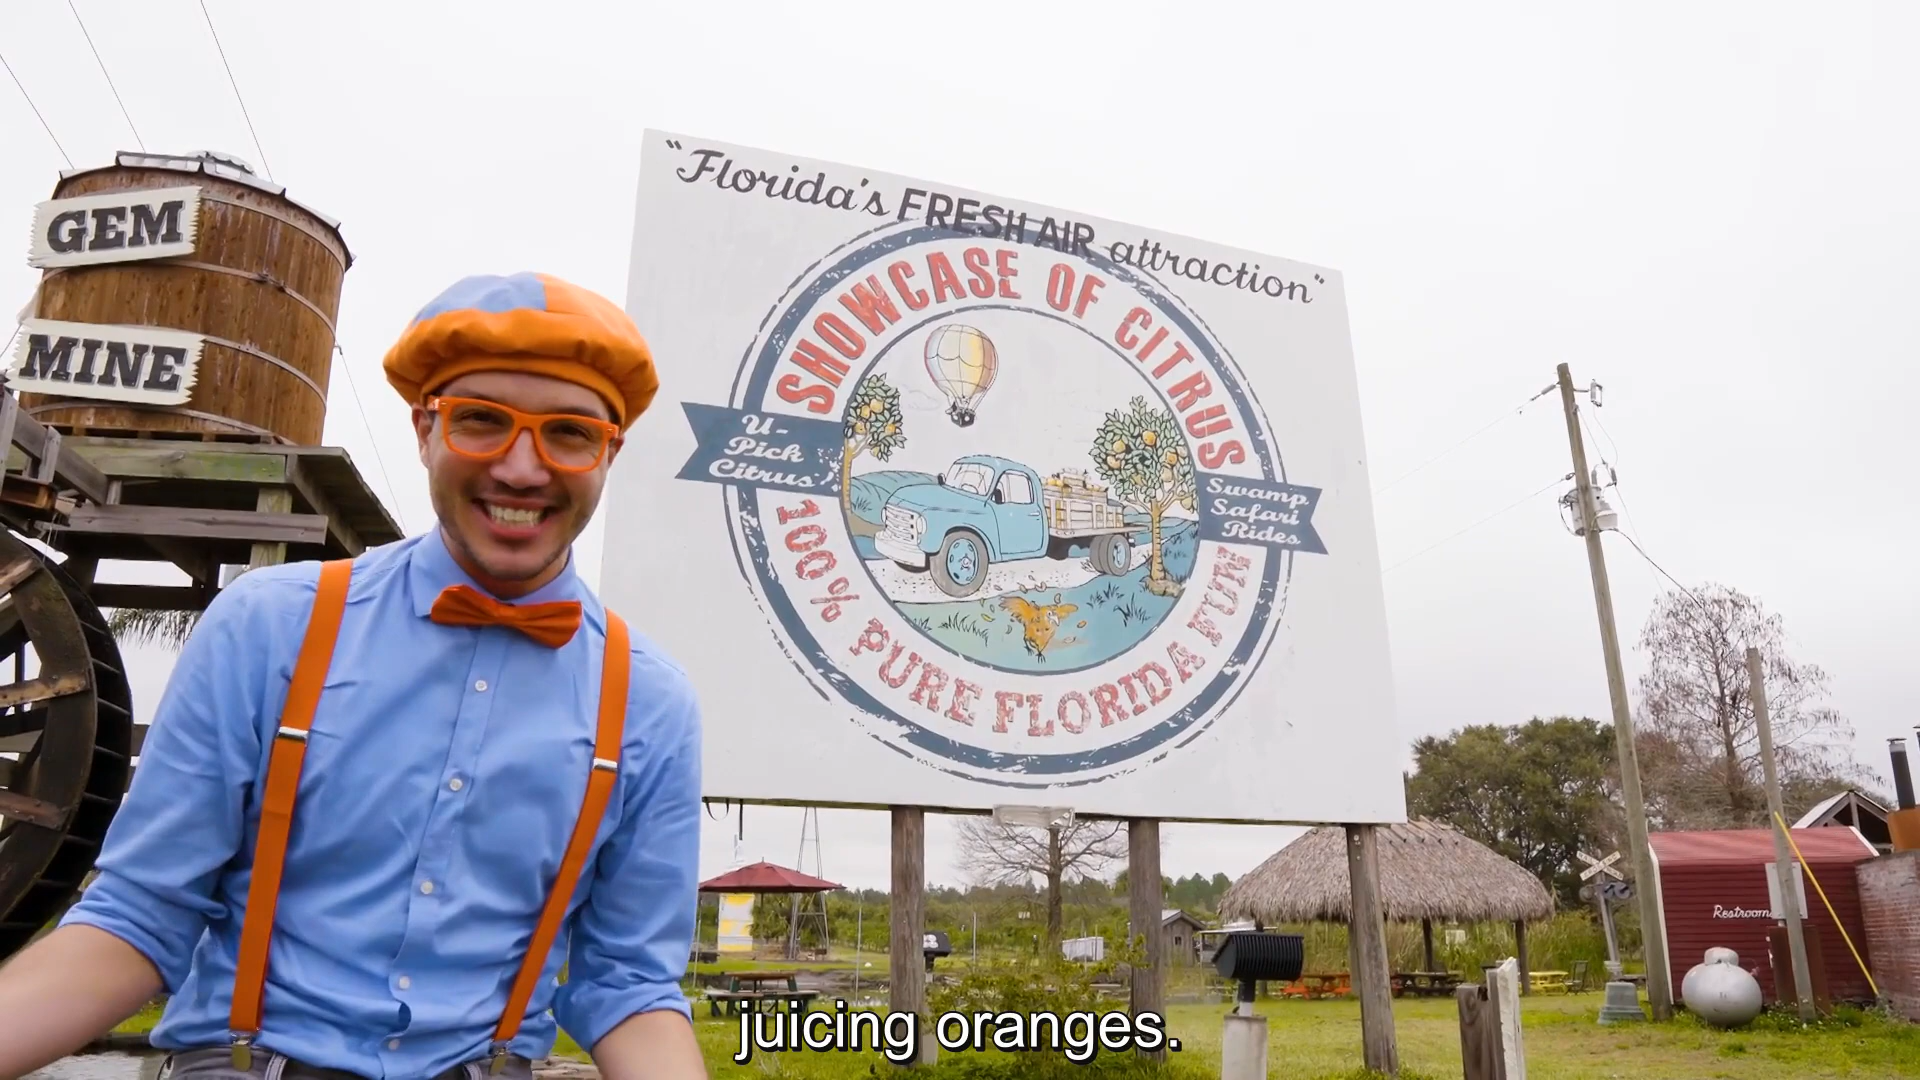 GEM
MINE
"Florida's FRESH AIR attraction"
SHOWCASE OF CITRUS
U-
Pick
Citrus
Swamp
Safari
Rides
100% PURE FLORIDA FUN
Restrooms
juicing oranges.